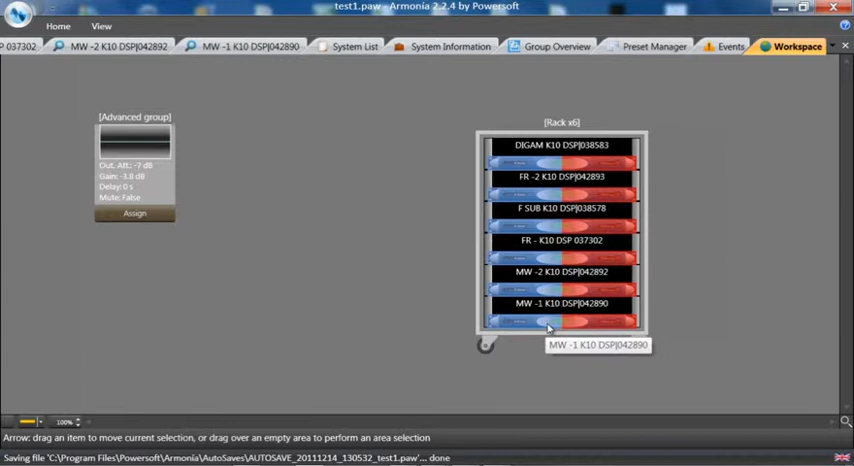 test1.paw - Armonía 2.2.4 by Powersoft
Home View
P 037302 MW -2 K10 DSP|042892 MW -1 K10 DSP|042890 System List System Information Group Overview Preset Manager Events Workspace
[Advanced group]
Out. Att.: -7 dB
Gain: -3.8 dB
Delay: 0 s
Mute: False
Assign
[Rack x6]
DIGAM K10 DSP|038583
FR -2 K10 DSP|042893
F SUB K10 DSP|038578
FR - K10 DSP 037302
MW -2 K10 DSP|042892
MW -1 K10 DSP|042890
MW -1 K10 DSP|042890
100%
Arrow: drag an item to move current selection, or drag over an empty area to perform an area selection
Saving file 'C:\Program Files\Powersoft\Armonía\AutoSaves\AUTOSAVE_20111214_130532_test1.paw'... done